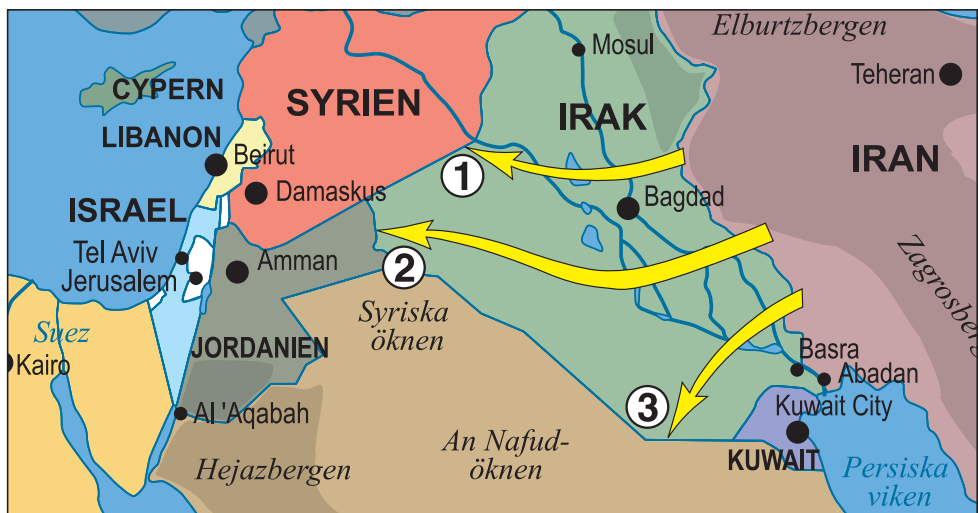 Elburtzbergen
Mosul
Teheran
CYPERN
SYRIEN
IRAK
LIBANON
Beirut
IRAN
1
Damaskus
Bagdad
ISRAEL
Tel Aviv
Jerusalem
Amman
2
Zagrosberg
Suez
Syriska
öknen
Kairo
JORDANIEN
Basra
Abadan
3
Al 'Aqabah
Kuwait City
An Nafud-
öknen
Hejazbergen
KUWAIT
Persiska
viken